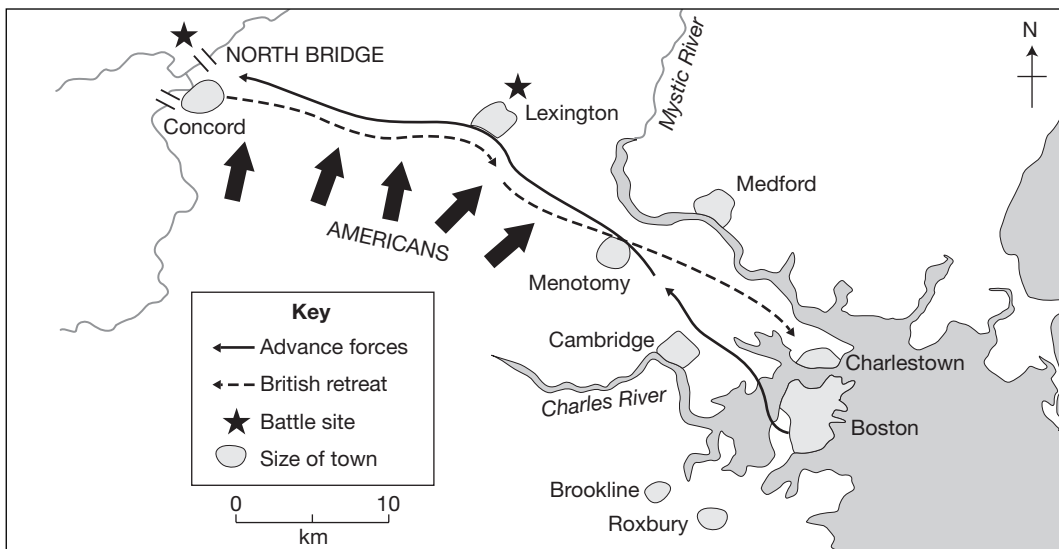 NORTH BRIDGE
Mystic River
N
Lexington
Concord
Medford
AMERICANS
Menotomy
Key
Advance forces
British retreat
Battle site
Size of town
0 10
km
Cambridge
Charlestown
Charles River
Boston
Brookline
Roxbury